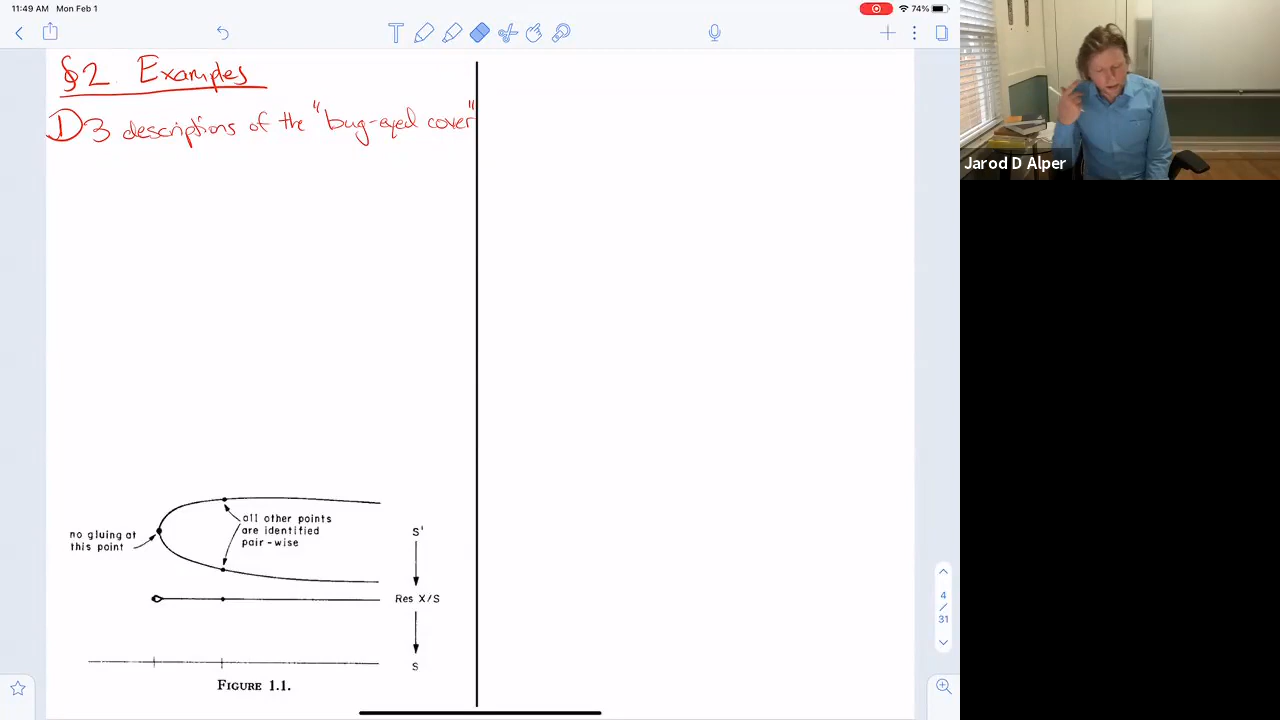 11:49 AM Mon Feb 1
74%
§2. Examples
① 3 descriptions of the "bug-eyed cover"
no gluing at
this point
all other points
are identified
pair-wise
S'
Res X/S
S
FIGURE 1.1.
4
/
31
Jarod D Alper